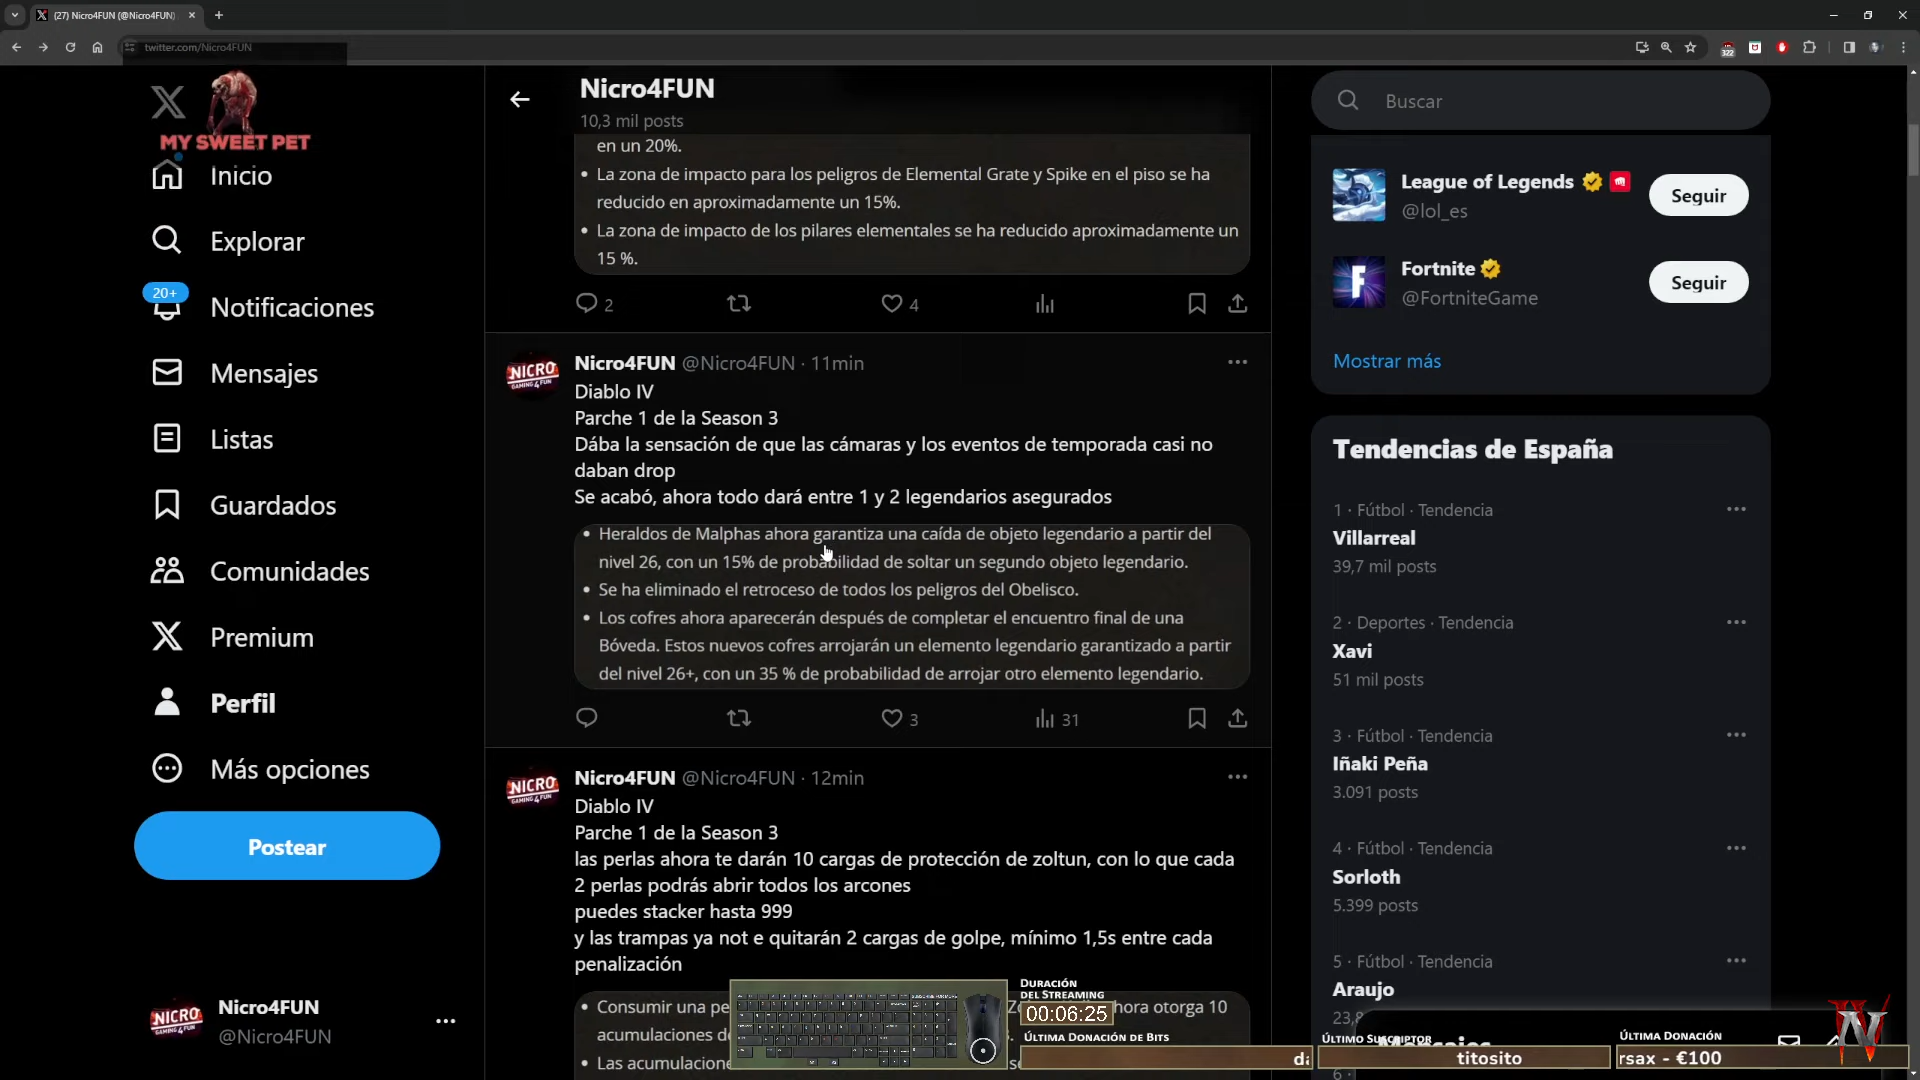 (27) Nicro4FUN (@Nicro4FUN)
twitter.com/Nicro4FUN
322
MY SWEET PET
Inicio
Explorar
20+
Notificaciones
Mensajes
Listas
Guardados
Comunidades
Premium
Perfil
Más opciones
Postear
Nicro4FUN
@Nicro4FUN
Nicro4FUN
10,3 mil posts
en un 20%.
• La zona de impacto para los peligros de Elemental Grate y Spike en el piso se ha
reducido en aproximadamente un 15%.
• La zona de impacto de los pilares elementales se ha reducido aproximadamente un
15 %.
2
4
NICRO
GAMING 4 FUN
Nicro4FUN @Nicro4FUN · 11min
Diablo IV
Parche 1 de la Season 3
Dába la sensación de que las cámaras y los eventos de temporada casi no
daban drop
Se acabó, ahora todo dará entre 1 y 2 legendarios asegurados
• Heraldos de Malphas ahora garantiza una caída de objeto legendario a partir del
nivel 26, con un 15% de probabilidad de soltar un segundo objeto legendario.
• Se ha eliminado el retroceso de todos los peligros del Obelisco.
• Los cofres ahora aparecerán después de completar el encuentro final de una
Bóveda. Estos nuevos cofres arrojarán un elemento legendario garantizado a partir
del nivel 26+, con un 35 % de probabilidad de arrojar otro elemento legendario.
3
31
NICRO
GAMING 4 FUN
Nicro4FUN @Nicro4FUN · 12min
Diablo IV
Parche 1 de la Season 3
las perlas ahora te darán 10 cargas de protección de zoltun, con lo que cada
2 perlas podrás abrir todos los arcones
puedes stacker hasta 999
y las trampas ya not e quitarán 2 cargas de golpe, mínimo 1,5s entre cada
penalización
• Consumir una pe
hora otorga 10
acumulaciones d
• Las acumulacione
Buscar
League of Legends
@lol_es
Seguir
Fortnite
@FortniteGame
Seguir
Mostrar más
Tendencias de España
1 · Fútbol · Tendencia
Villarreal
39,7 mil posts
2 · Deportes · Tendencia
Xavi
51 mil posts
3 · Fútbol · Tendencia
Iñaki Peña
3.091 posts
4 · Fútbol · Tendencia
Sorloth
5.399 posts
5 · Fútbol · Tendencia
Araujo
23,8
6 ·
DURACIÓN
DEL STREAMING
00:06:25
ÚLTIMA DONACIÓN DE BITS
ÚLTIMO SUSCRIPTOR
titosito
ÚLTIMA DONACIÓN
rsax - €100
IV